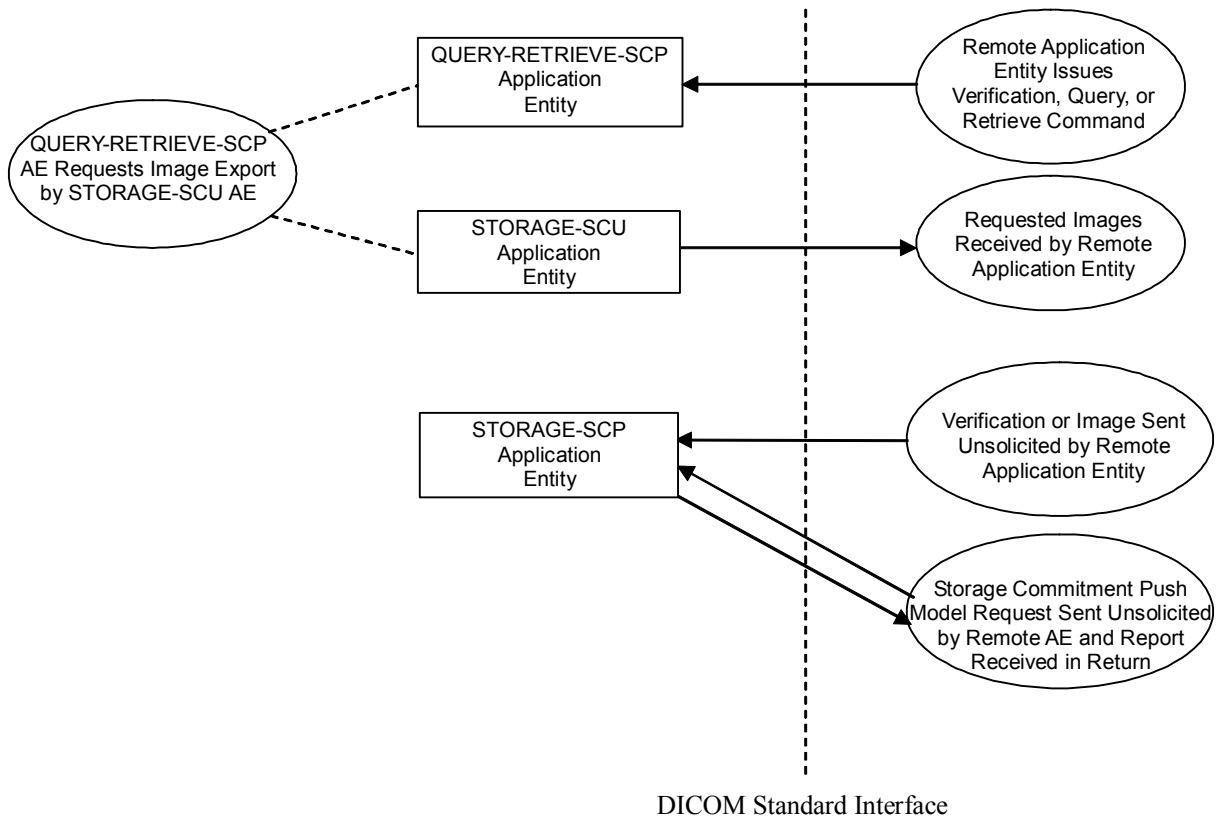 QUERY-RETRIEVE-SCP
Application
Entity
Remote Application
Entity Issues
Verification, Query, or
Retrieve Command
QUERY-RETRIEVE-SCP
AE Requests Image Export
by STORAGE-SCU AE
STORAGE-SCU
Application
Entity
Requested Images
Received by Remote
Application Entity
STORAGE-SCP
Application
Entity
Verification or Image Sent
Unsolicited by Remote
Application Entity
Storage Commitment Push
Model Request Sent Unsolicited
by Remote AE and Report
Received in Return
DICOM Standard Interface